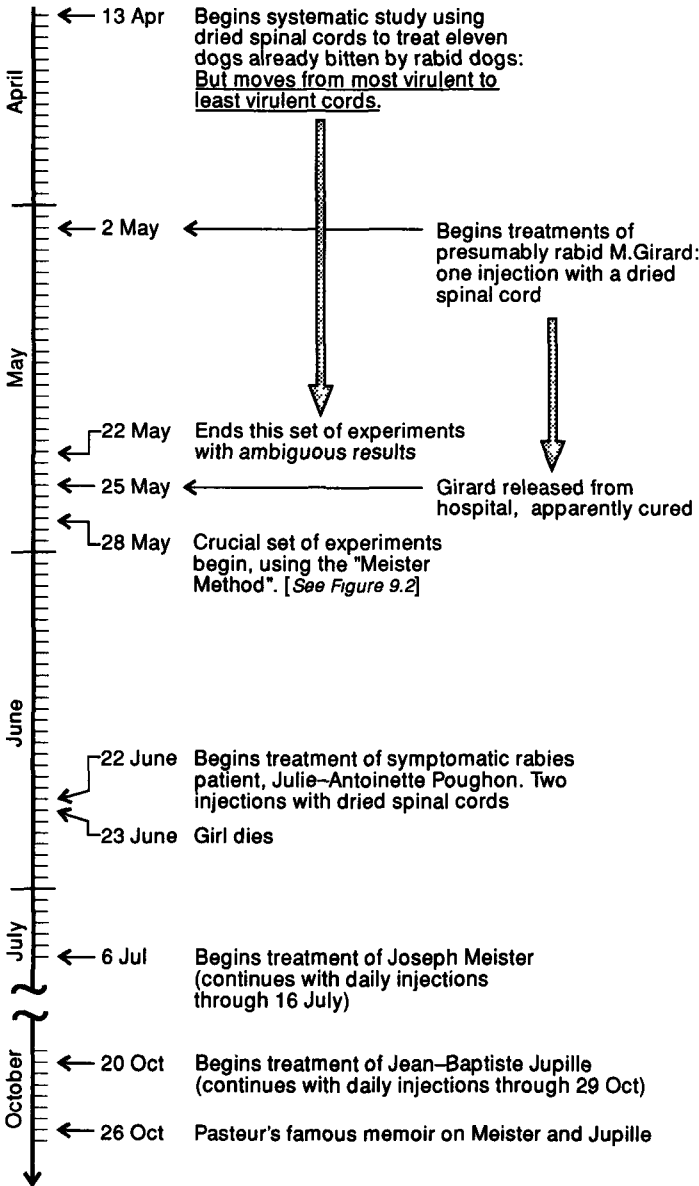 April
13 Apr
Begins systematic study using
dried spinal cords to treat eleven
dogs already bitten by rabid dogs:
But moves from most virulent to
least virulent cords.
May
2 May
Begins treatments of
presumably rabid M.Girard:
one injection with a dried
spinal cord
22 May
Ends this set of experiments
with ambiguous results
25 May
Girard released from
hospital, apparently cured
28 May
Crucial set of experiments
begin, using the "Meister
Method". [See Figure 9.2]
June
22 June
Begins treatment of symptomatic rabies
patient, Julie–Antoinette Poughon. Two
injections with dried spinal cords
23 June
Girl dies
July
6 Jul
Begins treatment of Joseph Meister
(continues with daily injections
through 16 July)
October
20 Oct
Begins treatment of Jean–Baptiste Jupille
(continues with daily injections through 29 Oct)
26 Oct
Pasteur's famous memoir on Meister and Jupille